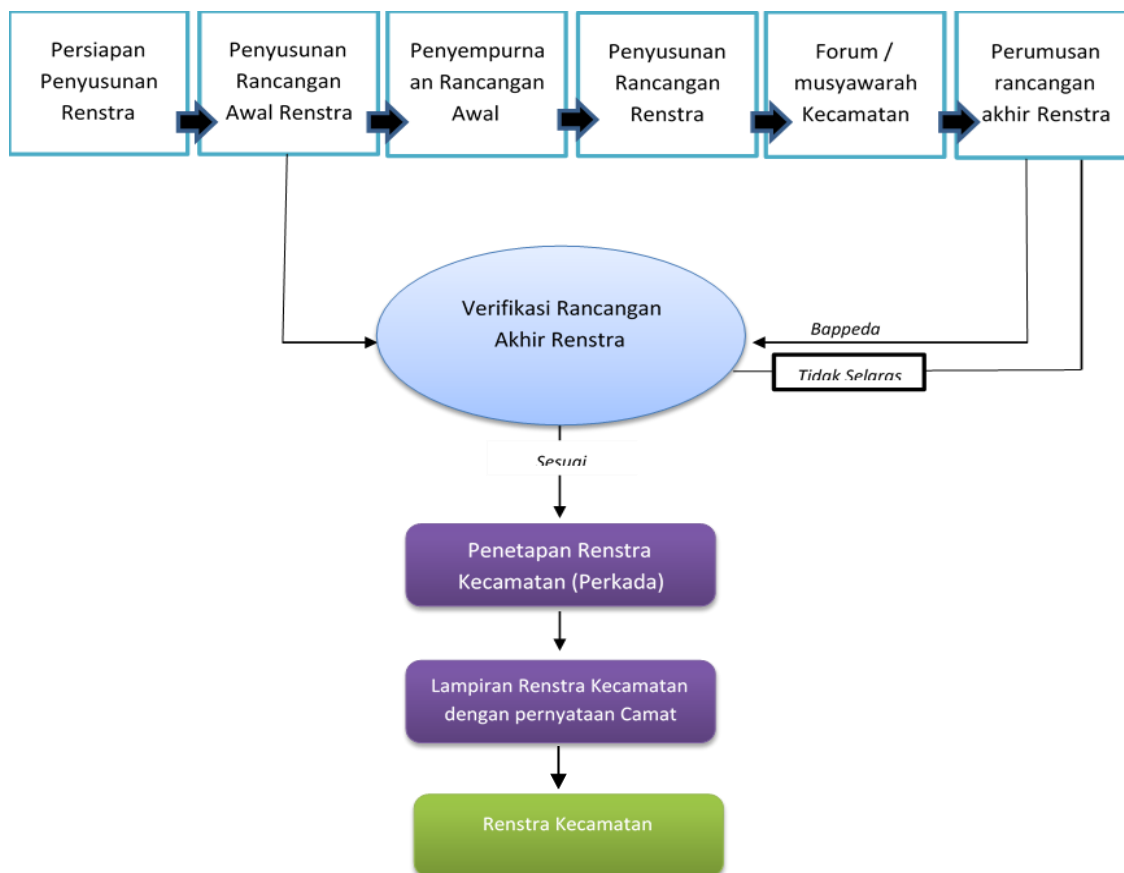 Persiapan
Penyusunan
Renstra
Penyusunan
Rancangan
Awal Renstra
Penyempurna
an Rancangan
Awal
Penyusunan
Rancangan
Renstra
Forum /
musyawarah
Kecamatan
Perumusan
rancangan
akhir Renstra
Verifikasi Rancangan
Akhir Renstra
Bappeda
Tidak Selaras
Sesuai
Penetapan Renstra
Kecamatan (Perkada)
Lampiran Renstra Kecamatan
dengan pernyataan Camat
Renstra Kecamatan